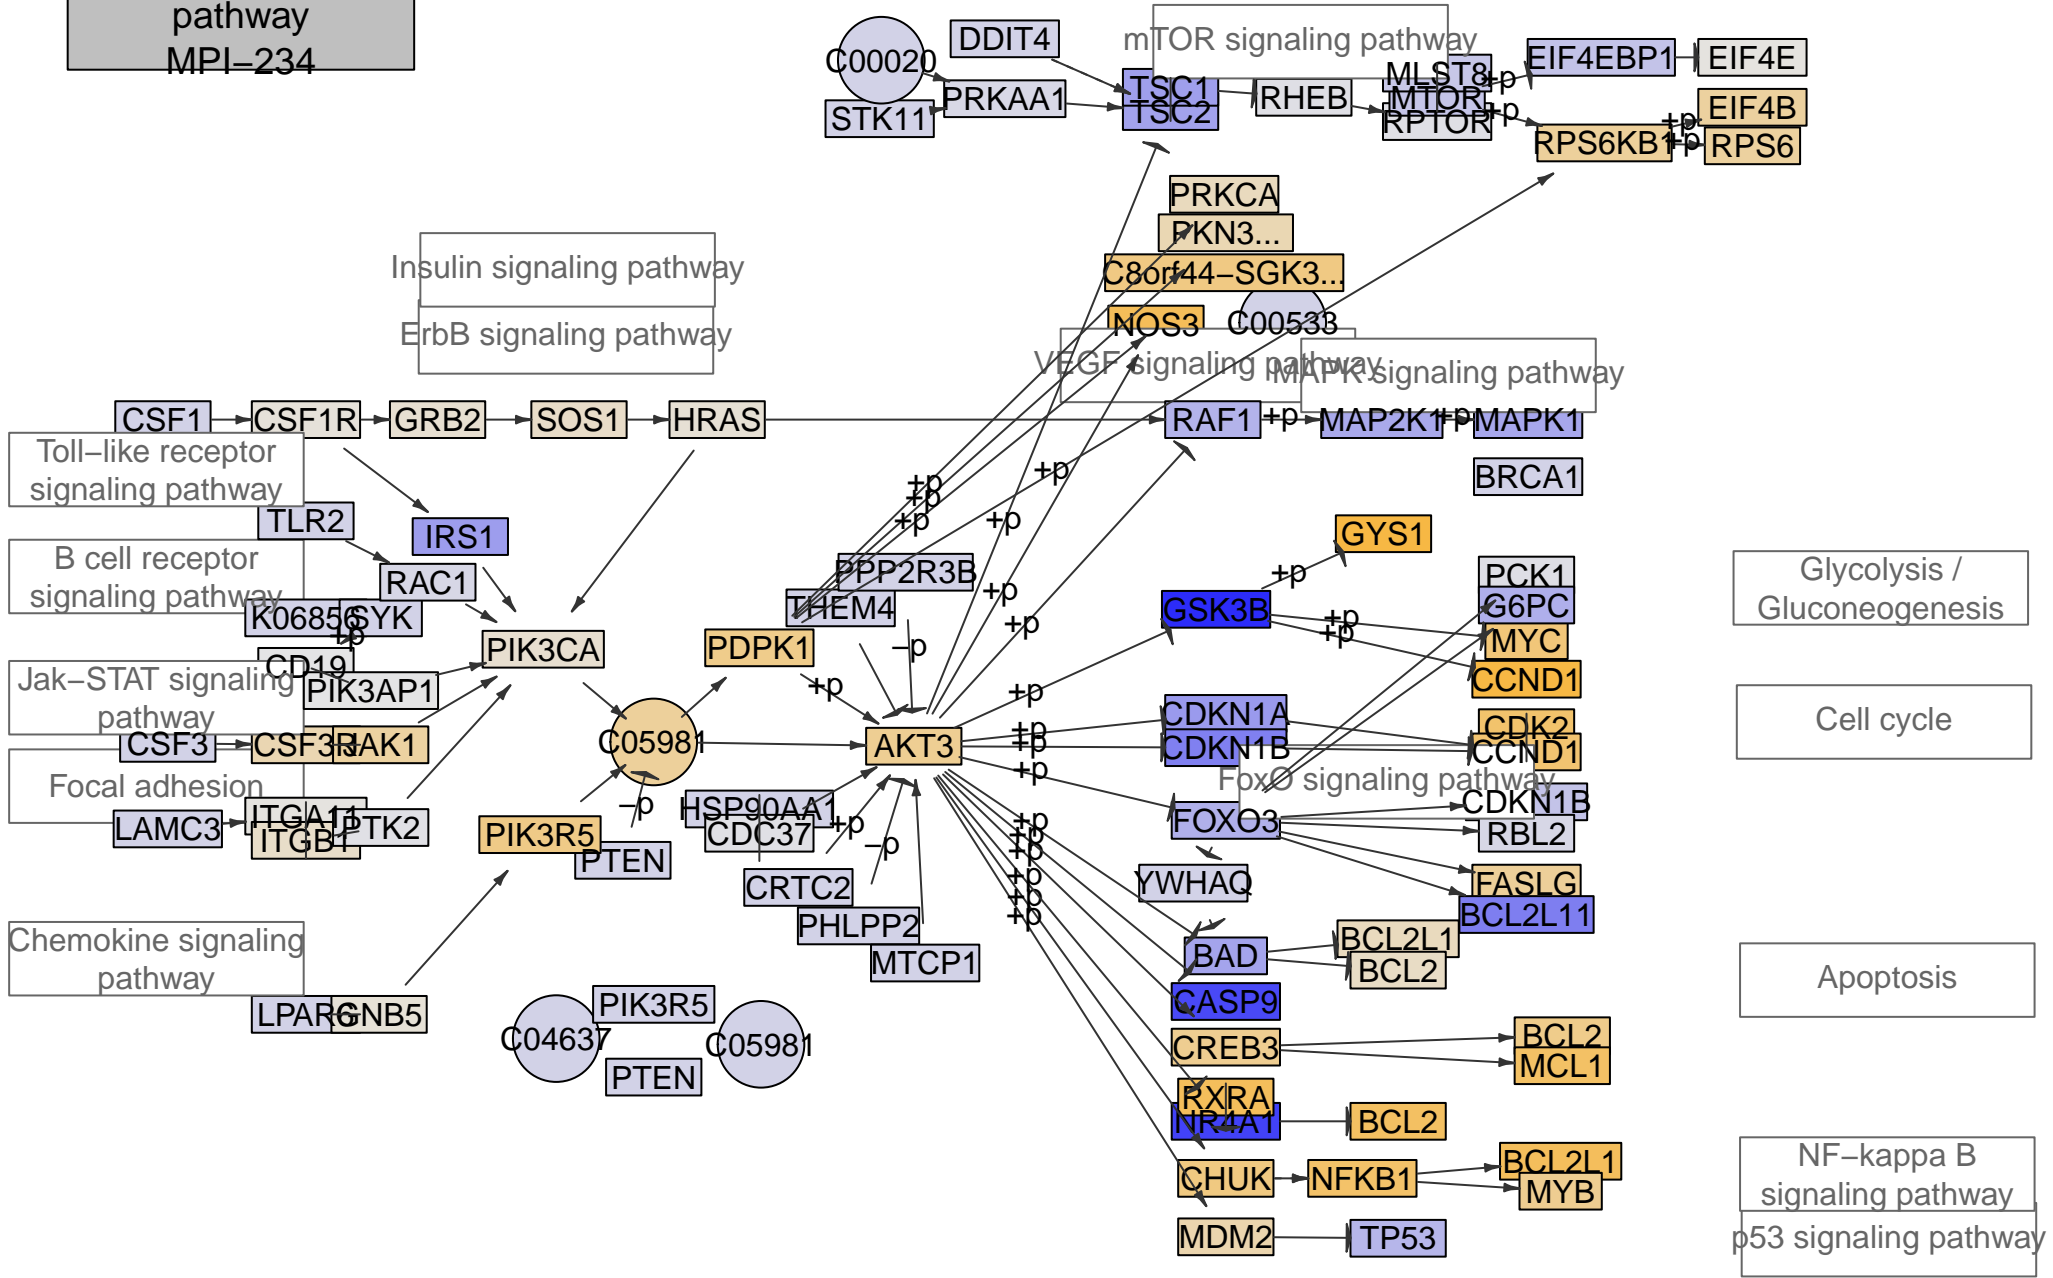 pathway
MPI−234
C00020
DDIT4
mTOR signaling pathway
STK11
PRKAA1
TSC1
TSC2
RHEB
MLST8
MTOR
RPTOR
+p
+p
EIF4EBP1
EIF4E
EIF4B
RPS6KB1
+p
+p
RPS6
PRKCA
PKN3...
C8orf44−SGK3...
NOS3
C00533
Insulin signaling pathway
ErbB signaling pathway
VEGF signaling pathway
MAPK signaling pathway
CSF1
CSF1R
GRB2
SOS1
HRAS
RAF1
+p
MAP2K1
+p
MAPK1
BRCA1
Toll−like receptor
signaling pathway
TLR2
IRS1
+p
+p
+p
+p
+p
GYS1
B cell receptor
signaling pathway
RAC1
K06856
SYK
+p
CD19
PIK3AP1
PIK3CA
PPP2R3B
THEM4
PDPK1
+p
−p
+p
+p
GSK3B
+p
+p
+p
PCK1
G6PC
MYC
CCND1
Glycolysis /
Gluconeogenesis
Jak−STAT signaling
pathway
CSF3
CSF3R
JAK1
C05981
AKT3
+p
+p
+p
+p
CDKN1A
CDKN1B
CDK2
CCND1
Cell cycle
Focal adhesion
LAMC3
ITGA11
ITGB1
PTK2
PIK3R5
−p
PTEN
HSP90AA1
CDC37
+p
−p
CRTC2
PHLPP2
MTCP1
FoxO signaling pathway
FOXO3
CDKN1B
RBL2
FASLG
BCL2L11
+p
+p
+p
+p
+p
+p
YWHAQ
BAD
BCL2L1
BCL2
Apoptosis
Chemokine signaling
pathway
LPAR6
GNB5
C04637
PIK3R5
PTEN
C05981
CASP9
CREB3
BCL2
MCL1
RXRA
NR4A1
BCL2
CHUK
NFKB1
BCL2L1
MYB
NF−kappa B
signaling pathway
MDM2
TP53
p53 signaling pathway